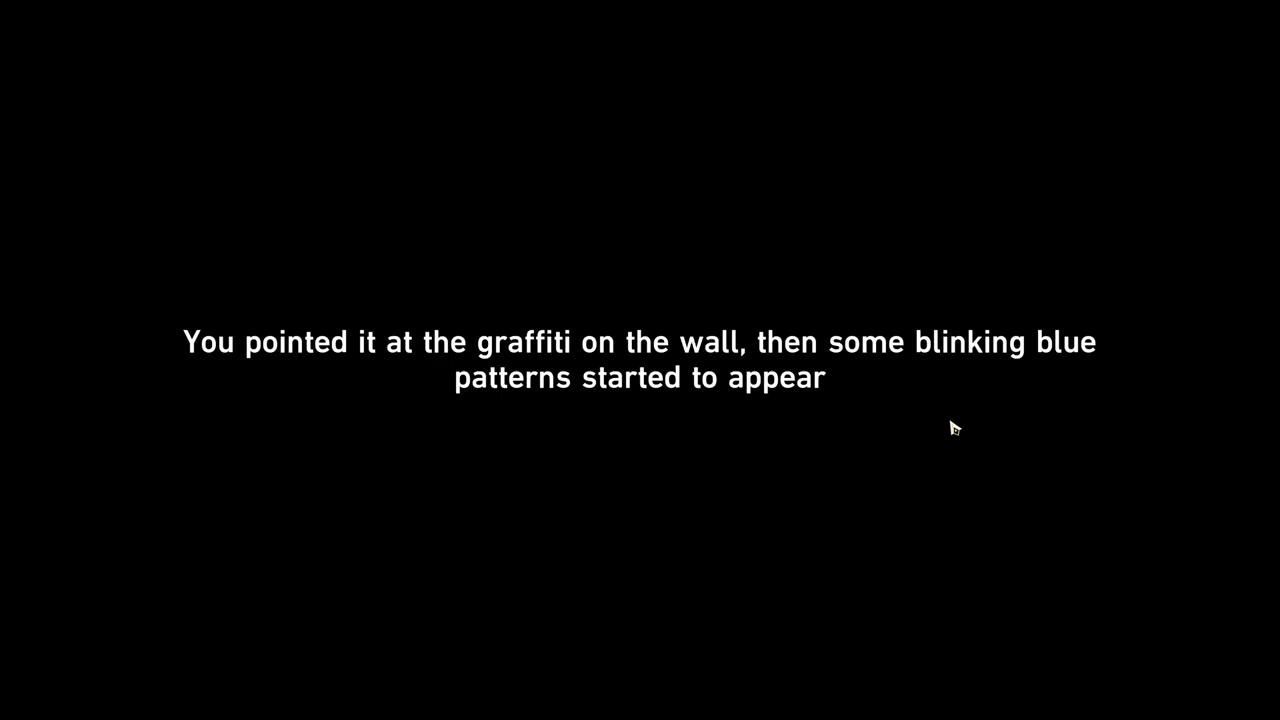 You pointed it at the graffiti on the wall, then some blinking blue
patterns started to appear